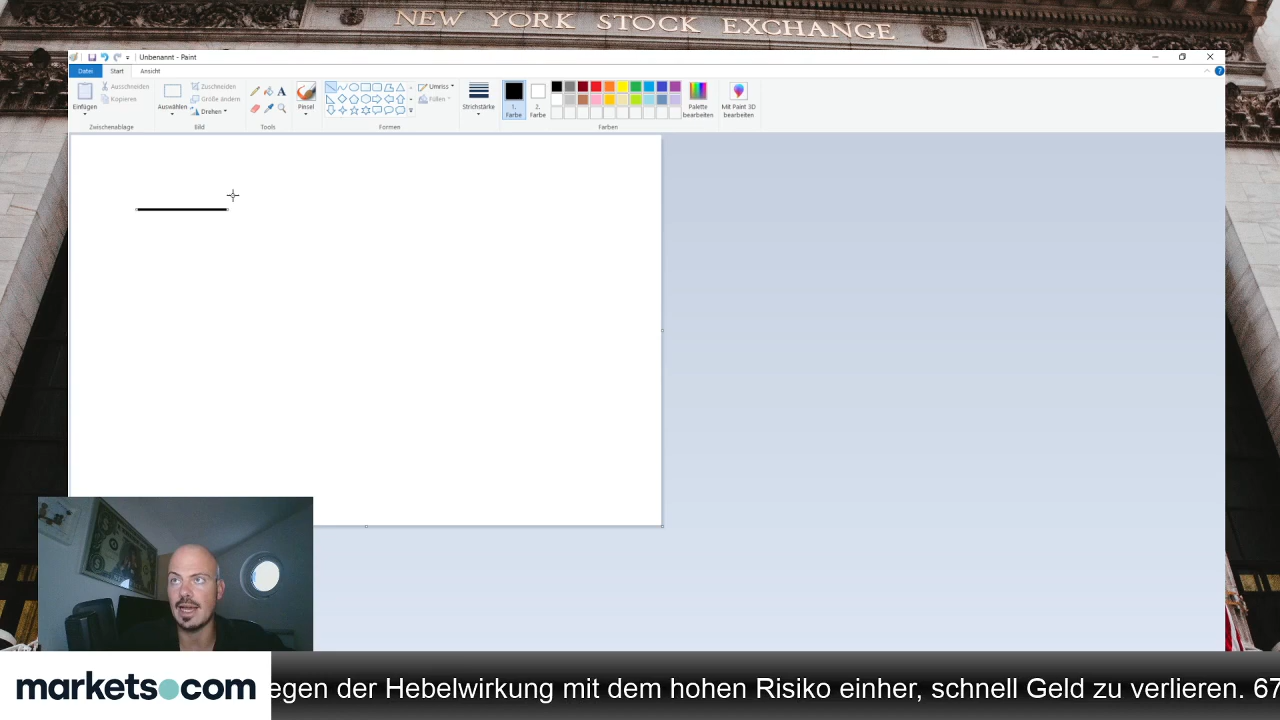 NEW YORK STOCK EXCHANGE
Unbenannt - Paint
Datei Start Ansicht
Einfügen
Ausschneiden
Kopieren
Zwischenablage
Auswählen
Zuschneiden
Größe ändern
Drehen
Bild
A
Tools
Pinsel
Umriss
Füllen
Formen
Strichstärke
1. Farbe
2. Farbe
Palette bearbeiten
Mit Paint 3D bearbeiten
Farben
markets.com
egen der Hebelwirkung mit dem hohen Risiko einher, schnell Geld zu verlieren. 67